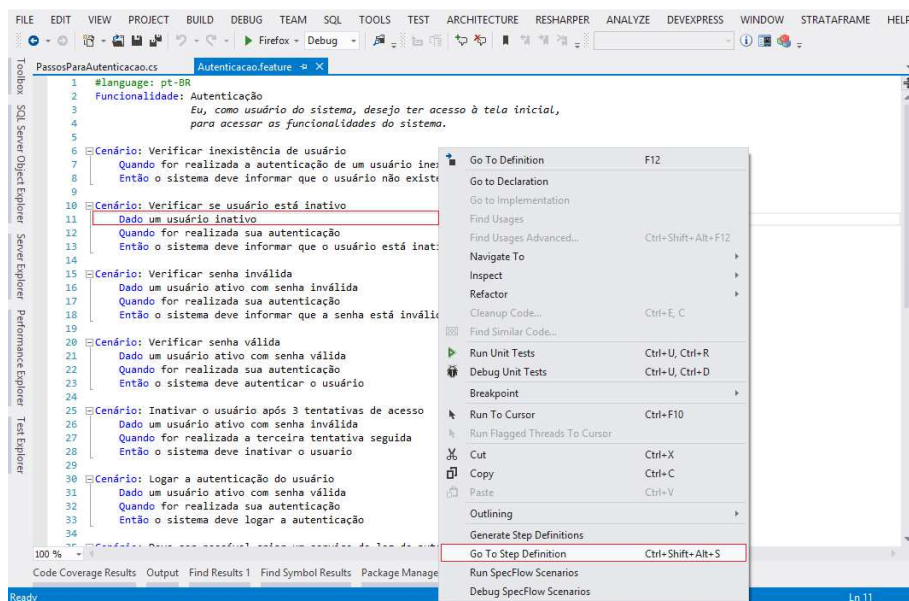 FILE EDIT VIEW PROJECT BUILD DEBUG TEAM SQL TOOLS TEST ARCHITECTURE RESHARPER ANALYZE DEVEXPRESS WINDOW STRATAFRAME HELP
Firefox Debug
PassosParaAutenticacao.cs Autenticacao.feature
Toolbox
SQL Server Object Explorer
Server Explorer
Performance Explorer
Test Explorer
1 #language: pt-BR
2 Funcionalidade: Autenticação
3 Eu, como usuário do sistema, desejo ter acesso à tela inicial,
4 para acessar as funcionalidades do sistema.
5
6 Cenário: Verificar inexistência de usuário
7 Quando for realizada a autenticação de um usuário ine
8 Então o sistema deve informar que o usuário não existe
9
10 Cenário: Verificar se usuário está inativo
11 Dado um usuário inativo
12 Quando for realizada sua autenticação
13 Então o sistema deve informar que o usuário está inat
14
15 Cenário: Verificar senha inválida
16 Dado um usuário ativo com senha inválida
17 Quando for realizada sua autenticação
18 Então o sistema deve informar que a senha está inváli
19
20 Cenário: Verificar senha válida
21 Dado um usuário ativo com senha válida
22 Quando for realizada sua autenticação
23 Então o sistema deve autenticar o usuário
24
25 Cenário: Inativar o usuário após 3 tentativas de acesso
26 Dado um usuário ativo com senha inválida
27 Quando for realizada a terceira tentativa seguida
28 Então o sistema deve inativar o usuario
29
30 Cenário: Logar a autenticação do usuário
31 Dado um usuário ativo com senha válida
32 Quando for realizada sua autenticação
33 Então o sistema deve logar a autenticação
34
Go To Definition F12
Go to Declaration
Go to Implementation
Find Usages
Find Usages Advanced... Ctrl+Shift+Alt+F12
Navigate To
Inspect
Refactor
Cleanup Code... Ctrl+E, C
Find Similar Code...
Run Unit Tests Ctrl+U, Ctrl+R
Debug Unit Tests Ctrl+U, Ctrl+D
Breakpoint
Run To Cursor Ctrl+F10
Run Flagged Threads To Cursor
Cut Ctrl+X
Copy Ctrl+C
Paste Ctrl+V
Outlining
Generate Step Definitions
Go To Step Definition Ctrl+Shift+Alt+S
Run SpecFlow Scenarios
Debug SpecFlow Scenarios
100 %
Code Coverage Results Output Find Results 1 Find Symbol Results Package Manage
Ready Ln 11